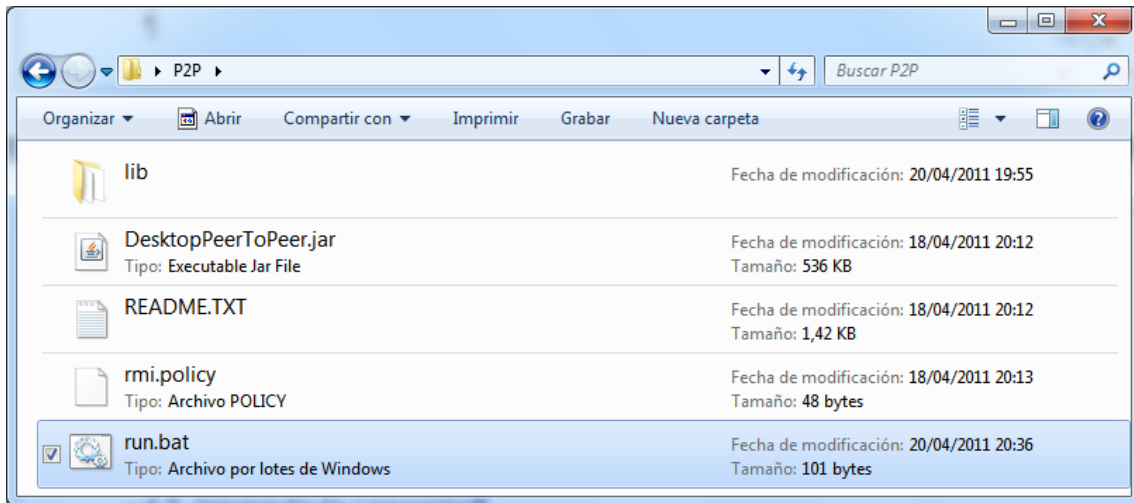 P2P
Buscar P2P
Organizar Abrir Compartir con Imprimir Grabar Nueva carpeta
lib
Fecha de modificación: 20/04/2011 19:55
DesktopPeerToPeer.jar
Fecha de modificación: 18/04/2011 20:12
Tipo: Executable Jar File
Tamaño: 536 KB
README.TXT
Fecha de modificación: 18/04/2011 20:12
Tamaño: 1,42 KB
rmi.policy
Fecha de modificación: 18/04/2011 20:13
Tipo: Archivo POLICY
Tamaño: 48 bytes
run.bat
Fecha de modificación: 20/04/2011 20:36
Tipo: Archivo por lotes de Windows
Tamaño: 101 bytes